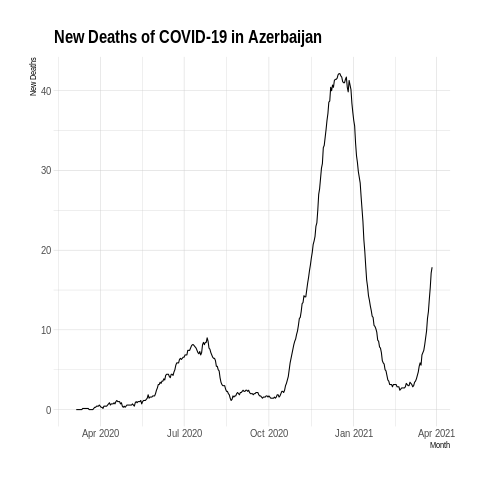 New Deaths of COVID-19 in Azerbaijan
New Deaths
40
30
20
10
0
Apr 2020 Jul 2020 Oct 2020 Jan 2021 Apr 2021
Month